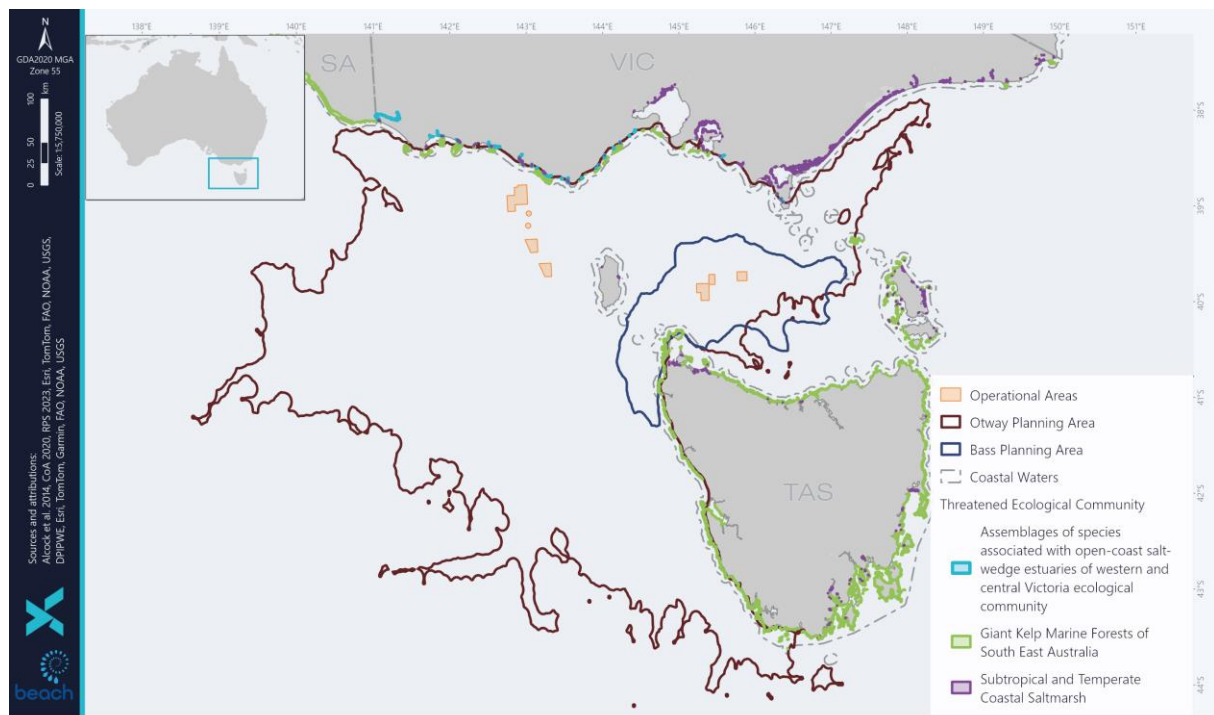 N
GDA2020 MGA
Zone 55
0 25 50 100
km
Scale: 1:5,750,000
Sources and attributions:
Alcock et al. 2014, CoA 2020, RPS 2023, Esri, TomTom, FAO, NOAA, USGS,
DPIPWE, Esri, TomTom, Garmin, FAO, NOAA, USGS
beach
138°E 139°E 140°E 141°E 142°E 143°E 144°E 145°E 146°E 147°E 148°E 149°E 150°E 151°E
SA
VIC
TAS
38°S
39°S
40°S
41°S
42°S
43°S
44°S
Operational Areas
Otway Planning Area
Bass Planning Area
Coastal Waters
Threatened Ecological Community
Assemblages of species
associated with open-coast salt-
wedge estuaries of western and
central Victoria ecological
community
Giant Kelp Marine Forests of
South East Australia
Subtropical and Temperate
Coastal Saltmarsh